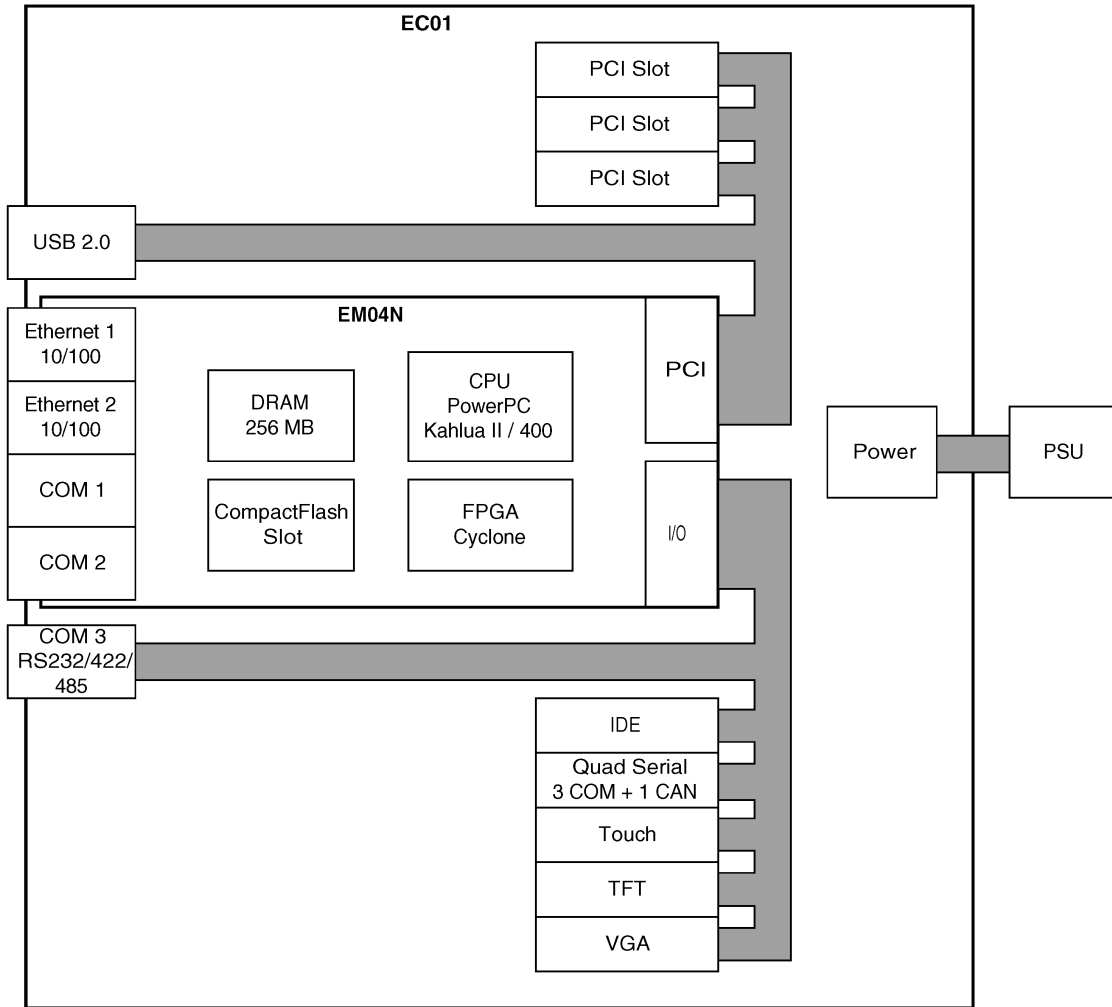 EC01
PCI Slot
PCI Slot
PCI Slot
USB 2.0
EM04N
Ethernet 1
10/100
Ethernet 2
10/100
COM 1
COM 2
DRAM
256 MB
CPU
PowerPC
Kahlua II / 400
CompactFlash
Slot
FPGA
Cyclone
PCI
I/O
Power
PSU
COM 3
RS232/422/
485
IDE
Quad Serial
3 COM + 1 CAN
Touch
TFT
VGA